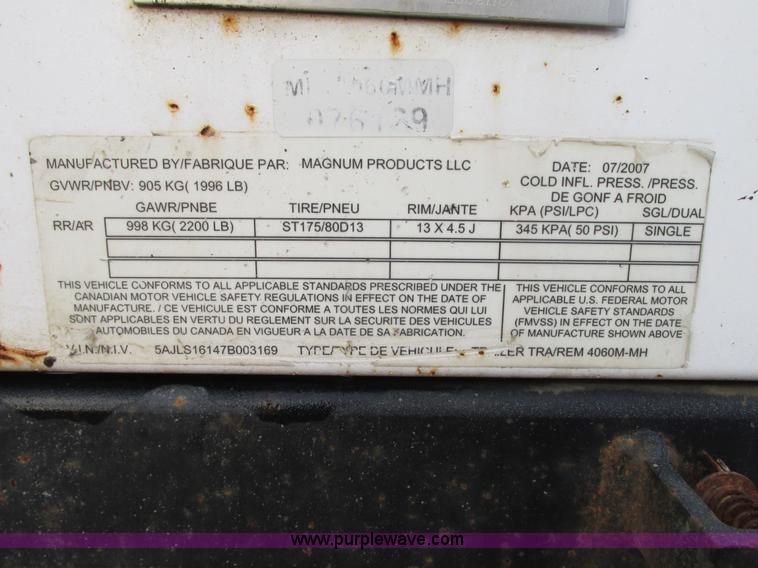 MANUFACTURED BY/FABRIQUE PAR: MAGNUM PRODUCTS LLC DATE: 07/2007
GVWR/PNBV: 905 KG( 1996 LB) COLD INFL. PRESS. /PRESS.
DE GONF A FROID
GAWR/PNBE TIRE/PNEU RIM/JANTE KPA (PSI/LPC) SGL/DUAL
RR/AR 998 KG( 2200 LB) ST175/80D13 13 X 4.5 J 345 KPA( 50 PSI) SINGLE
THIS VEHICLE CONFORMS TO ALL APPLICABLE STANDARDS PRESCRIBED UNDER THE
CANADIAN MOTOR VEHICLE SAFETY REGULATIONS IN EFFECT ON THE DATE OF
MANUFACTURE. / CE VEHICULE EST CONFORME A TOUTES LES NORMES QUI LUI
SONT APPLICABLES EN VERTU DU REGLEMENT SUR LA SECURITE DES VEHICULES
AUTOMOBILES DU CANADA EN VIGUEUR A LA DATE DE SA FABRICATION.
THIS VEHICLE CONFORMS TO ALL
APPLICABLE U.S. FEDERAL MOTOR
VEHICLE SAFETY STANDARDS
(FMVSS) IN EFFECT ON THE DATE
OF MANUFACTURE SHOWN ABOVE
V.I.N./N.I.V. 5AJLS16147B003169 TYPE/TYPE DE VEHICULE TRA/REM 4060M-MH
www.purplewave.com